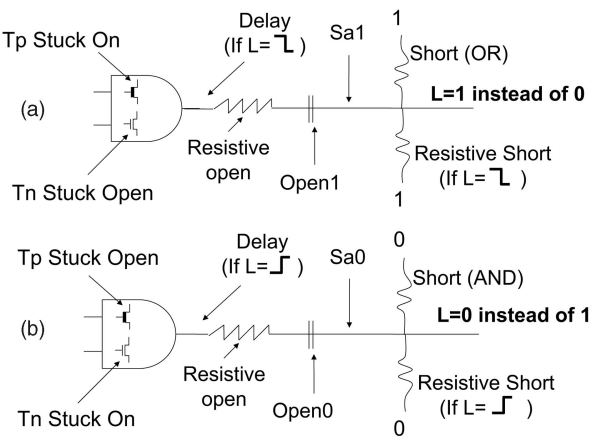 Tp Stuck On
Delay
(If L= )
Sa1
1
Short (OR)
L=1 instead of 0
(a)
Resistive
open
Open1
Resistive Short
(If L= )
1
Tn Stuck Open
Tp Stuck Open
Delay
(If L= )
Sa0
0
Short (AND)
L=0 instead of 1
(b)
Resistive
open
Open0
Resistive Short
(If L= )
0
Tn Stuck On